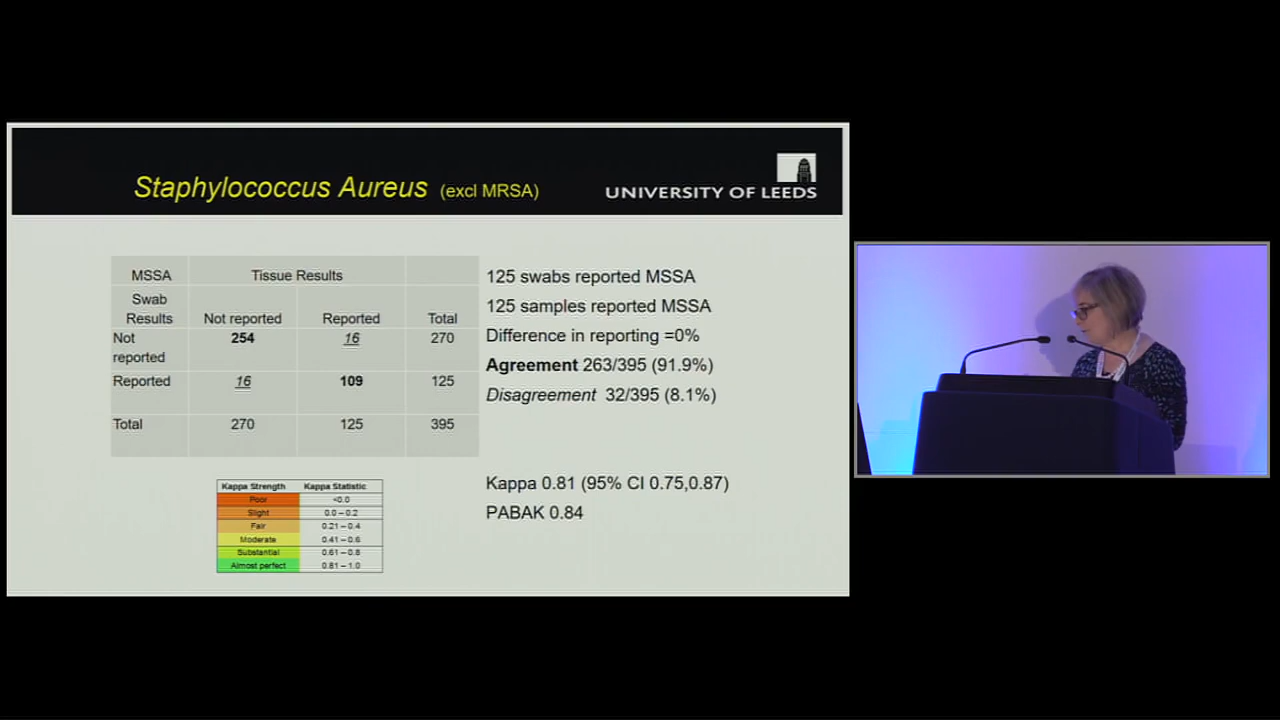 Staphylococcus Aureus (excl MRSA)
UNIVERSITY OF LEEDS
MSSA Tissue Results
Swab
Results Not reported Reported Total
Not
reported 254 16 270
Reported 16 109 125
Total 270 125 395
125 swabs reported MSSA
125 samples reported MSSA
Difference in reporting =0%
Agreement 263/395 (91.9%)
Disagreement 32/395 (8.1%)
Kappa 0.81 (95% CI 0.75,0.87)
PABAK 0.84
Kappa Strength Kappa Statistic
Poor <0.0
Slight 0.0 – 0.2
Fair 0.21 – 0.4
Moderate 0.41 – 0.6
Substantial 0.61 – 0.8
Almost perfect 0.81 – 1.0